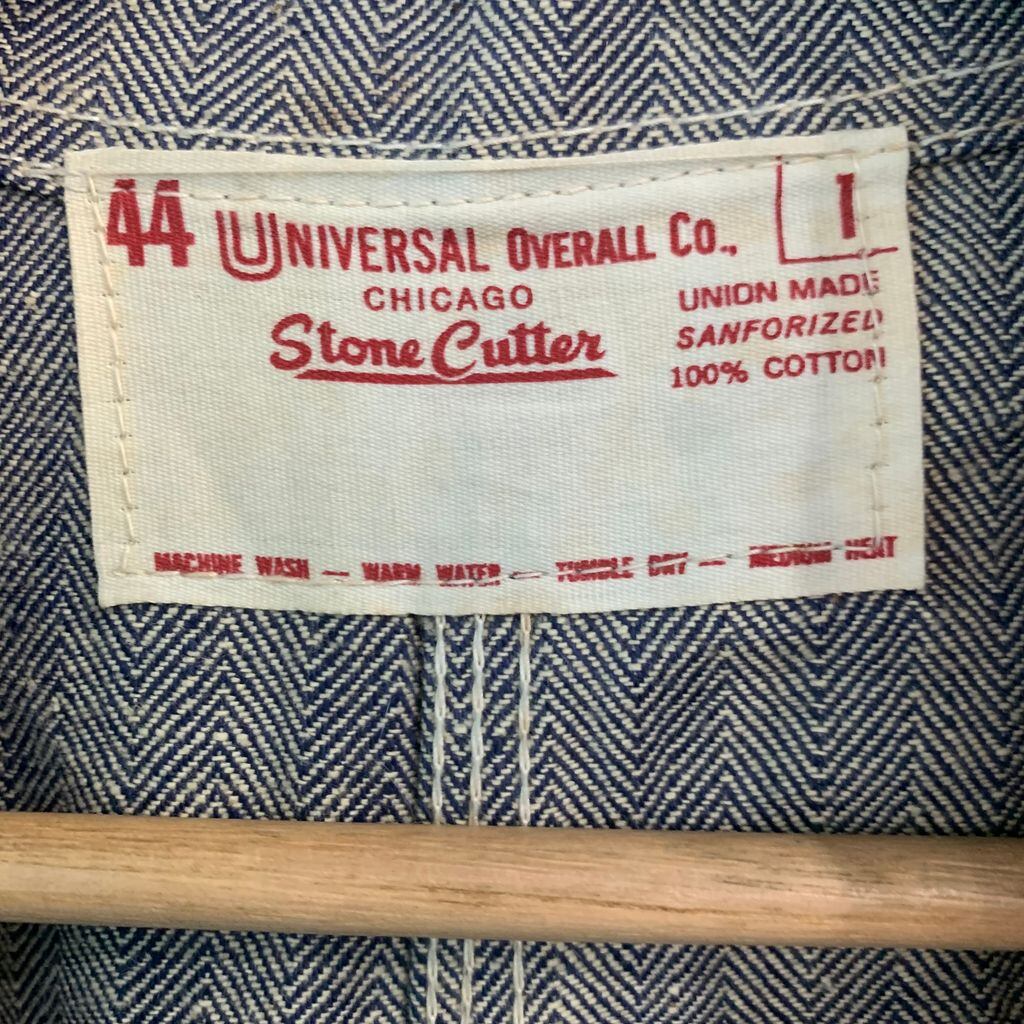 44 UNIVERSAL OVERALL CO., I
CHICAGO
Stone Cutter
UNION MADE
SANFORIZED
100% COTTON
MACHINE WASH — WARM WATER — TUMBLE DRY — MEDIUM HEAT